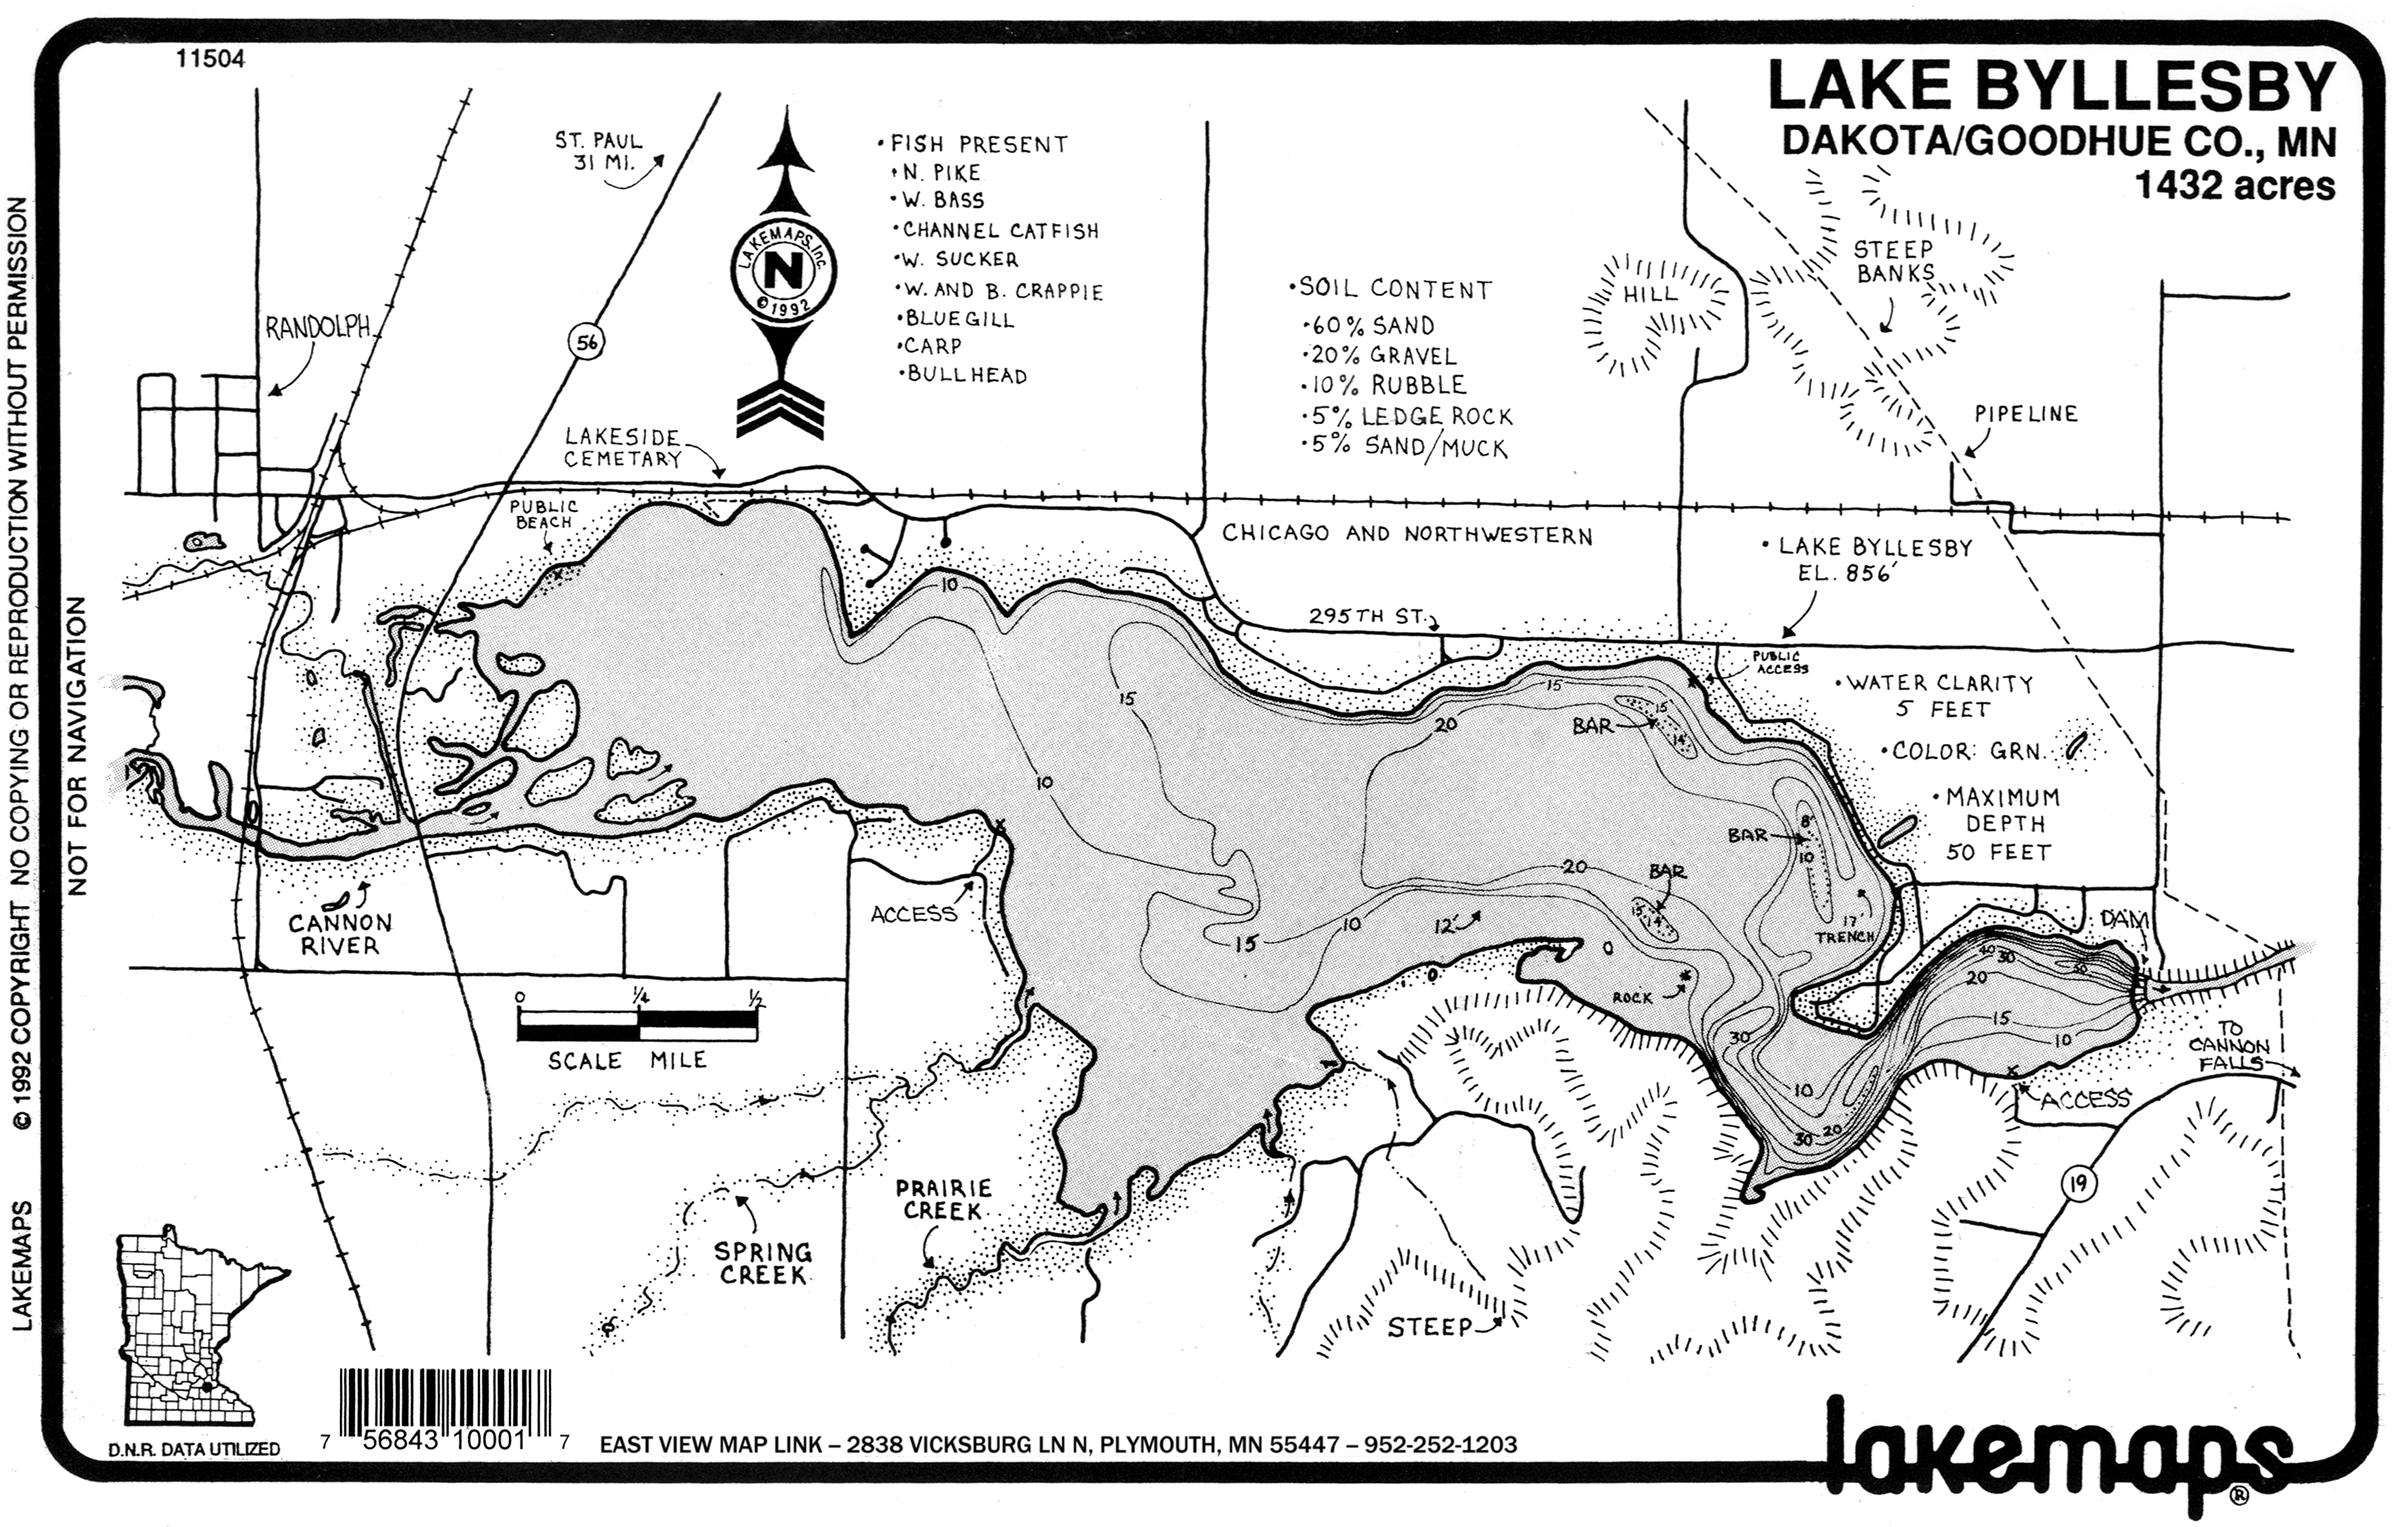 11504
LAKE BYLLESBY
DAKOTA/GOODHUE CO., MN
1432 acres
ST. PAUL
31 MI.
• FISH PRESENT
• N. PIKE
• W. BASS
• CHANNEL CATFISH
• W. SUCKER
• W. AND B. CRAPPIE
• BLUEGILL
• CARP
• BULLHEAD
LAKEMAPS, Inc.
N
© 1992
• SOIL CONTENT
• 60% SAND
• 20% GRAVEL
• 10% RUBBLE
• 5% LEDGE ROCK
• 5% SAND/MUCK
HILL
STEEP
BANKS
PIPELINE
RANDOLPH
56
LAKESIDE
CEMETARY
PUBLIC
BEACH
CHICAGO AND NORTHWESTERN
• LAKE BYLLESBY
EL. 856'
295TH ST.
PUBLIC
ACCESS
• WATER CLARITY
5 FEET
• COLOR: GRN.
• MAXIMUM
DEPTH
50 FEET
10
15
15
20
BAR
15
14
10
BAR
8'
10
20
BAR
15
14
17'
TRENCH
DAM
ACCESS
15
10
12'
ROCK
40
30
50
20
15
10
30
10
30
20
TO
CANNON
FALLS
ACCESS
19
CANNON
RIVER
0
1/4
1/2
SCALE MILE
PRAIRIE
CREEK
SPRING
CREEK
STEEP
D.N.R. DATA UTILIZED
7 56843 10001 7
EAST VIEW MAP LINK – 2838 VICKSBURG LN N, PLYMOUTH, MN 55447 – 952-252-1203
lakemaps®
LAKEMAPS © 1992 COPYRIGHT NO COPYING OR REPRODUCTION WITHOUT PERMISSION
NOT FOR NAVIGATION